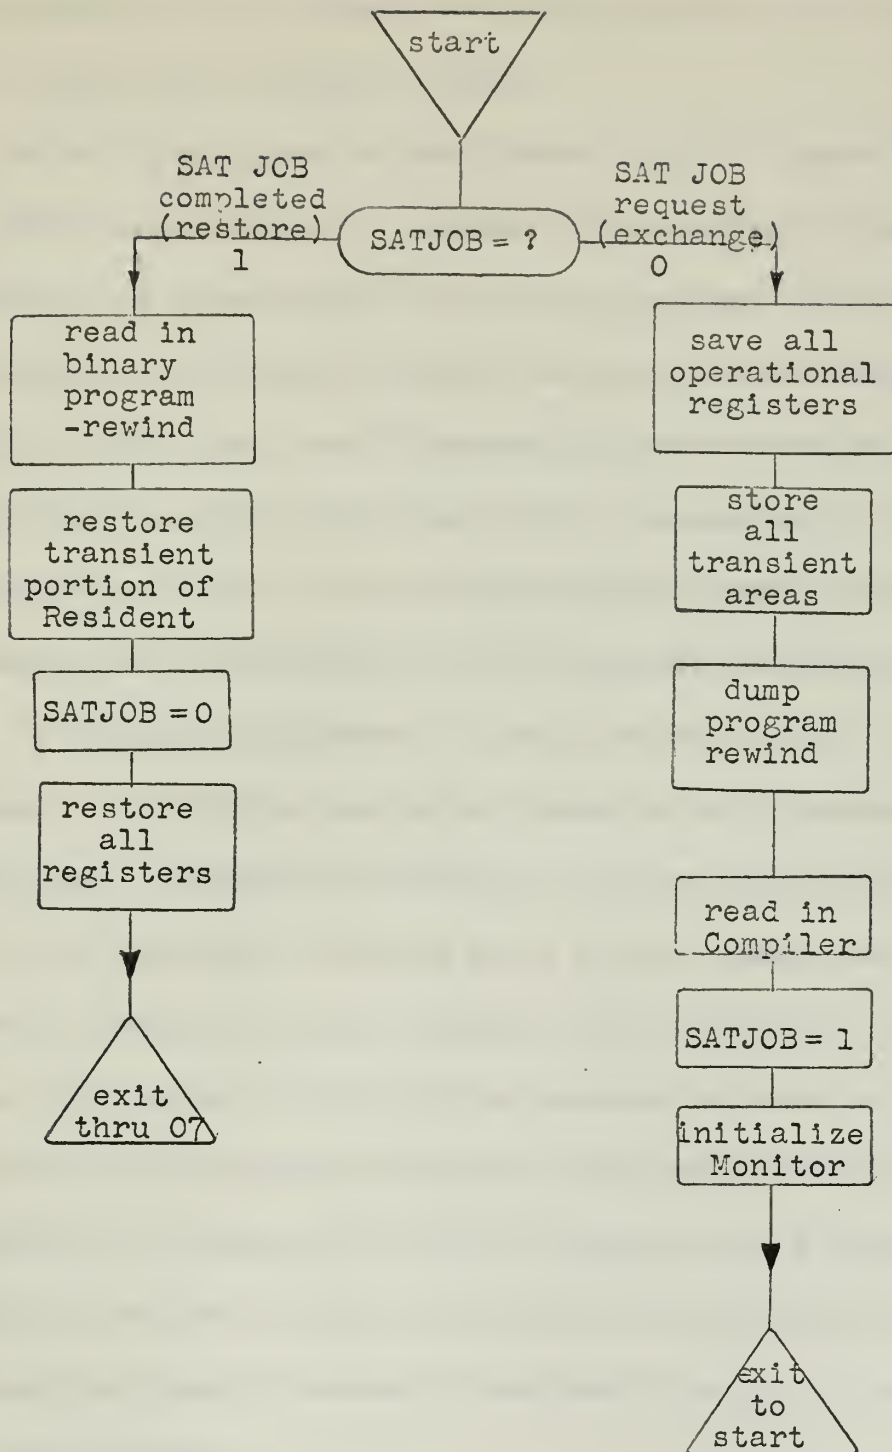 start
SAT JOB
completed
(restore)
1
SATJOB = ?
SAT JOB
request
(exchange)
0
read in
binary
program
-rewind
restore
transient
portion of
Resident
SATJOB = 0
restore
all
registers
exit
thru 07
save all
operational
registers
store
all
transient
areas
dump
program
rewind
read in
Compiler
SATJOB = 1
initialize
Monitor
exit
to
start